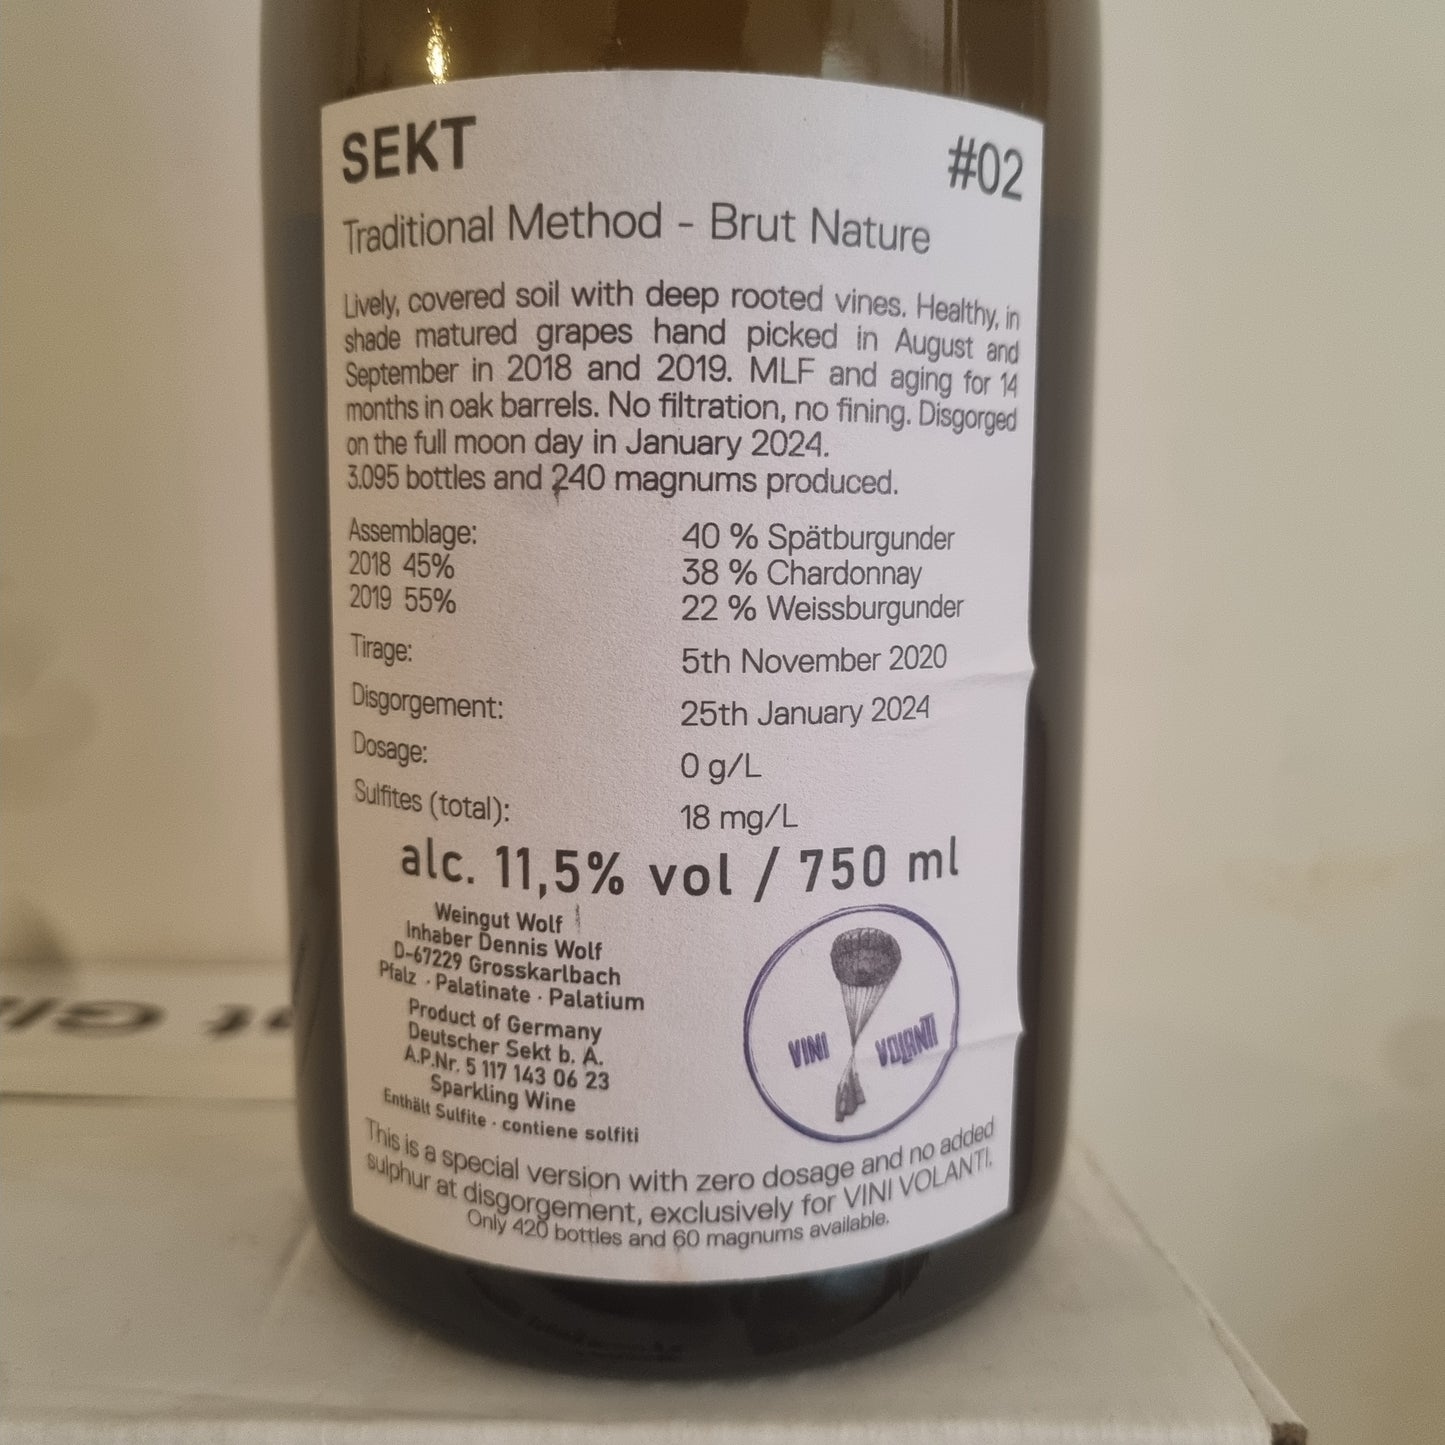 SEKT
#02
Traditional Method - Brut Nature
Lively, covered soil with deep rooted vines. Healthy, in
shade matured grapes hand picked in August and
September in 2018 and 2019. MLF and aging for 14
months in oak barrels. No filtration, no fining. Disgorged
on the full moon day in January 2024.
3.095 bottles and 240 magnums produced.
Assemblage:
2018 45%
2019 55%
40 % Spätburgunder
38 % Chardonnay
22 % Weissburgunder
Tirage: 5th November 2020
Disgorgement: 25th January 2024
Dosage: 0 g/L
Sulfites (total): 18 mg/L
alc. 11,5% vol / 750 ml
Weingut Wolf
Inhaber Dennis Wolf
D-67229 Grosskarlbach
Pfalz · Palatinate · Palatium
Product of Germany
Deutscher Sekt b. A.
A.P.Nr. 5 117 143 06 23
Sparkling Wine
Enthält Sulfite · contiene solfiti
VINI VOLANTI
This is a special version with zero dosage and no added
sulphur at disgorgement, exclusively for VINI VOLANTI.
Only 420 bottles and 60 magnums available.